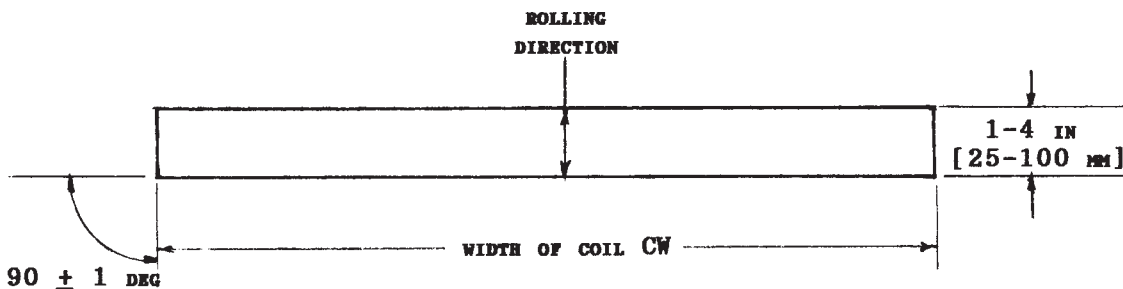 ROLLING
DIRECTION
1-4 IN
[25-100 MM]
WIDTH OF COIL CW
90 ± 1 DEG